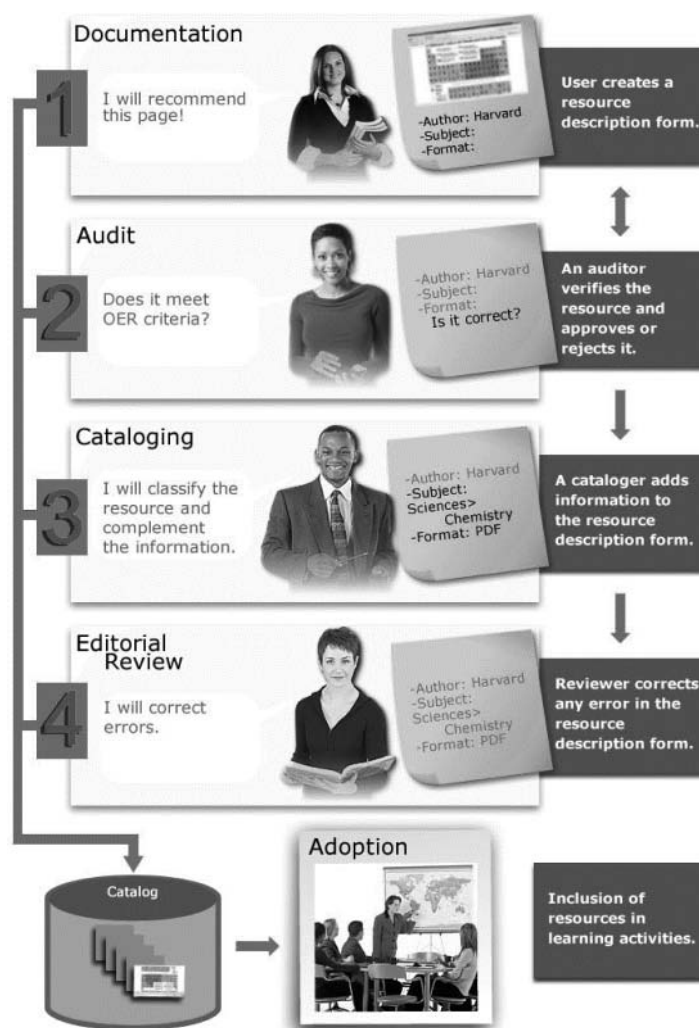 Documentation
1
I will recommend
this page!
-Author: Harvard
-Subject:
-Format:
User creates a
resource
description form.
Audit
2
Does it meet
OER criteria?
-Author: Harvard
-Subject:
-Format:
Is it correct?
An auditor
verifies the
resource and
approves or
rejects it.
Cataloging
3
I will classify the
resource and
complement
the information.
-Author: Harvard
-Subject:
Sciences>
Chemistry
-Format: PDF
A cataloger adds
information to
the resource
description form.
Editorial
Review
4
I will correct
errors.
-Author: Harvard
-Subject:
Sciences>
Chemistry
-Format: PDF
Reviewer corrects
any error in the
resource
description form.
Catalog
Adoption
Inclusion of
resources in
learning activities.